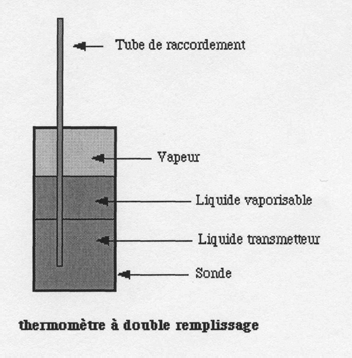 Tube de raccordement
Vapeur
Liquide vaporisable
Liquide transmetteur
Sonde
thermomètre à double remplissage